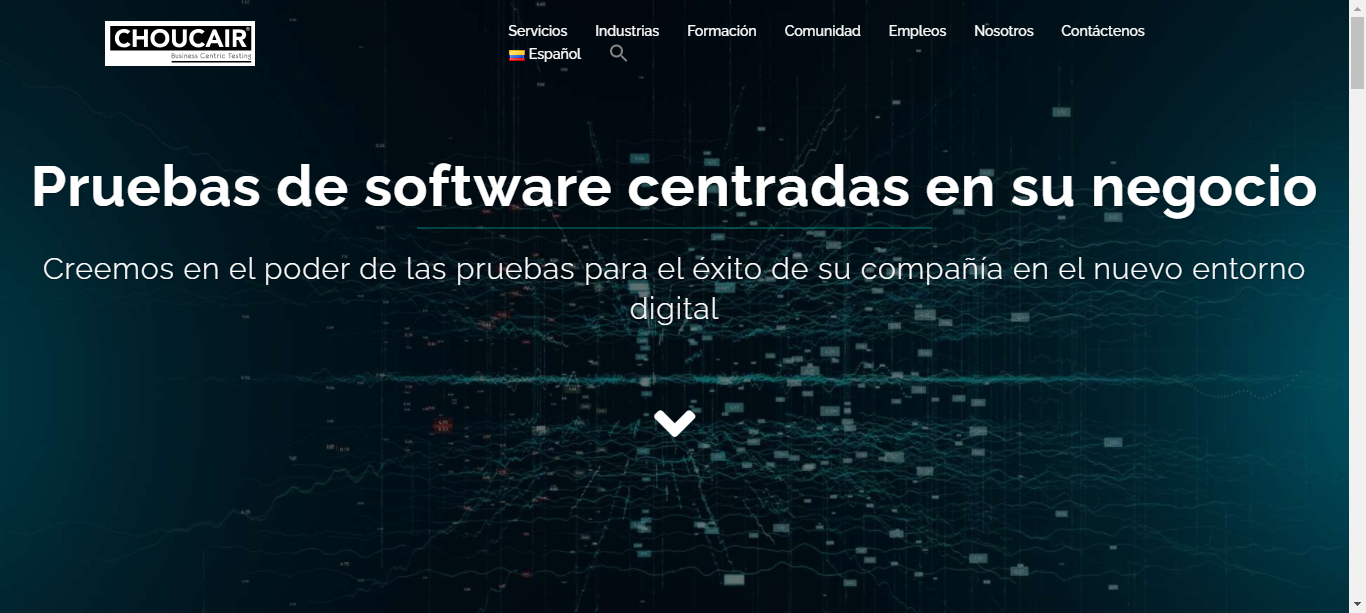 CHOUCAIR
Business Centric Testing
Servicios Industrias Formación Comunidad Empleos Nosotros Contáctenos
Español
Pruebas de software centradas en su negocio
Creemos en el poder de las pruebas para el éxito de su compañía en el nuevo entorno
digital